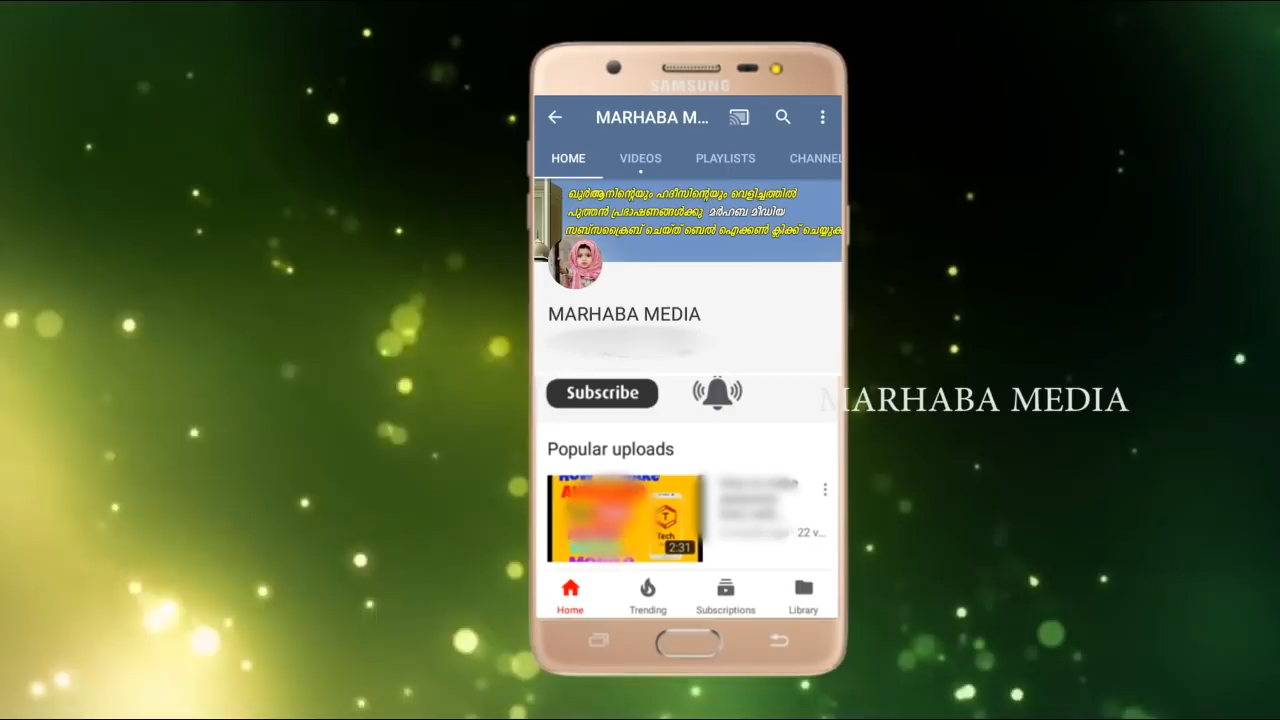 SAMSUNG
MARHABA M...
HOME VIDEOS PLAYLISTS CHANNEL
ഖുർആനിന്റെയും ഹദീസിന്റെയും വെളിച്ചത്തിൽ
പുത്തൻ പ്രഭാഷണങ്ങൾക്കു മർഹബ മീഡിയ
സബ്സക്രൈബ് ചെയ്ത് ബെൽ ഐക്കൺ ക്ലിക്ക് ചെയ്യുക
MARHABA MEDIA
Subscribe
MARHABA MEDIA
Popular uploads
T
Tech
2:31
22 v...
Home Trending Subscriptions Library